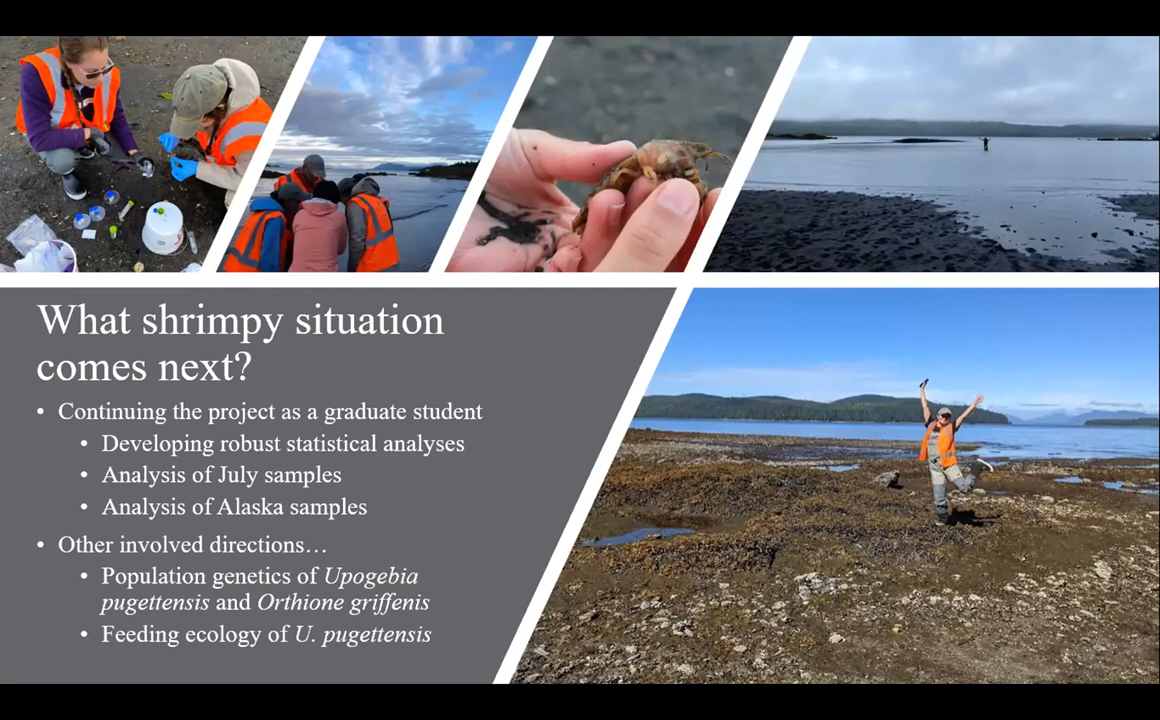 What shrimpy situation
comes next?
• Continuing the project as a graduate student
• Developing robust statistical analyses
• Analysis of July samples
• Analysis of Alaska samples
• Other involved directions…
• Population genetics of Upogebia
pugettensis and Orthione griffenis
• Feeding ecology of U. pugettensis